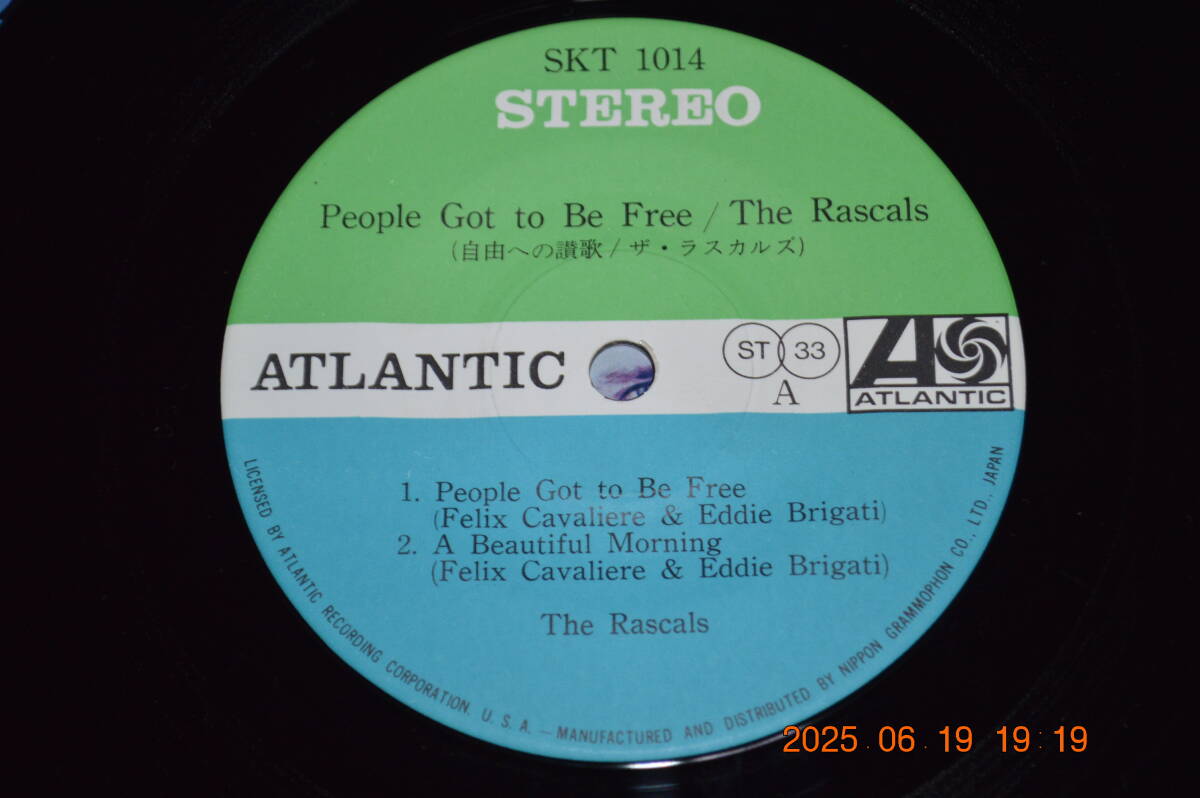 SKT 1014
STEREO
People Got to Be Free / The Rascals
(自由への讃歌 / ザ・ラスカルズ)
ATLANTIC
ST 33
A
ATLANTIC
1. People Got to Be Free
(Felix Cavaliere & Eddie Brigati)
2. A Beautiful Morning
(Felix Cavaliere & Eddie Brigati)
The Rascals
LICENSED BY ATLANTIC RECORDING CORPORATION. U. S. A. — MANUFACTURED AND DISTRIBUTED BY NIPPON GRAMMOPHON CO., LTD., JAPAN
2025.06.19 19:19